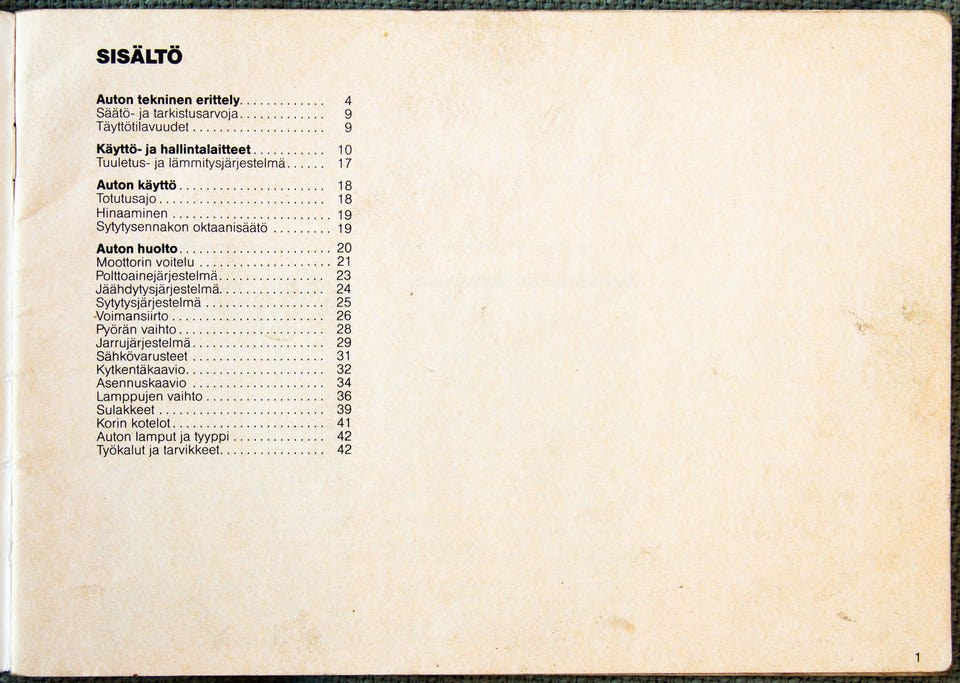 SISÄLTÖ
Auton tekninen erittely............. 4
Säätö- ja tarkistusarvoja............. 9
Täyttötilavuudet.................... 9
Käyttö- ja hallintalaitteet........... 10
Tuuletus- ja lämmitysjärjestelmä...... 17
Auton käyttö...................... 18
Totutusajo......................... 18
Hinaaminen........................ 19
Sytytysennakon oktaanisäätö......... 19
Auton huolto....................... 20
Moottorin voitelu.................... 21
Polttoainejärjestelmä................ 23
Jäähdytysjärjestelmä................ 24
Sytytysjärjestelmä.................. 25
Voimansiirto....................... 26
Pyörän vaihto...................... 28
Jarrujärjestelmä.................... 29
Sähkövarusteet.................... 31
Kytkentäkaavio..................... 32
Asennuskaavio.................... 34
Lamppujen vaihto.................. 36
Sulakkeet......................... 39
Korin kotelot....................... 41
Auton lamput ja tyyppi.............. 42
Työkalut ja tarvikkeet................ 42
1